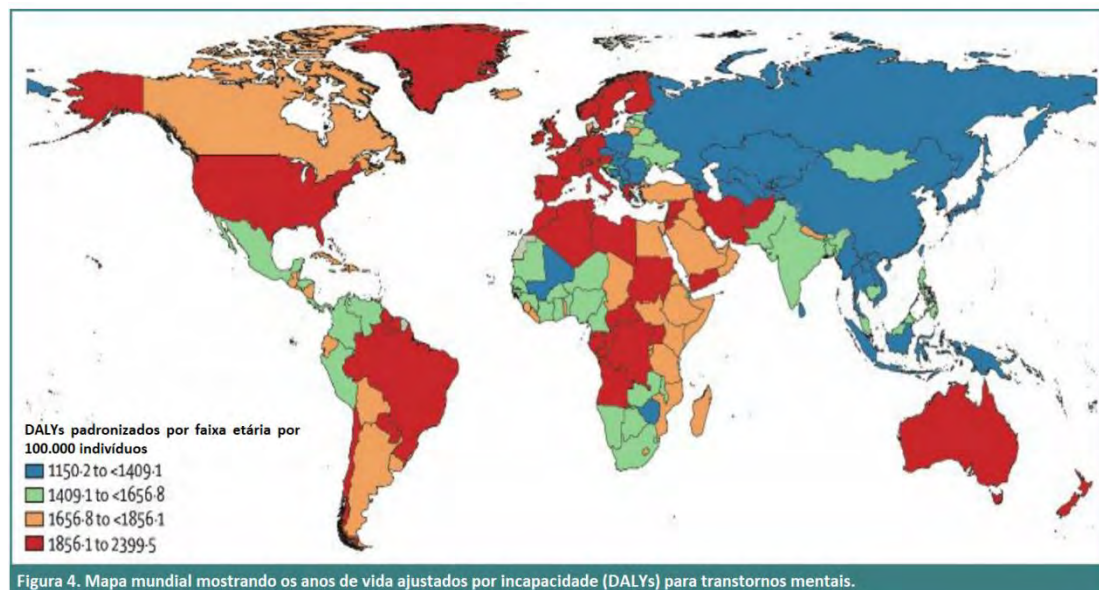 DALYs padronizados por faixa etária por
100.000 indivíduos
1150·2 to <1409·1
1409·1 to <1656·8
1656·8 to <1856·1
1856·1 to 2399·5
Figura 4. Mapa mundial mostrando os anos de vida ajustados por incapacidade (DALYs) para transtornos mentais.